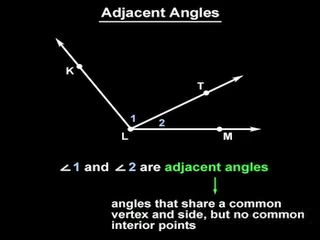 Adjacent Angles
K
T
1
2
L
M
∠1 and ∠2 are adjacent angles
angles that share a common
vertex and side, but no common
interior points